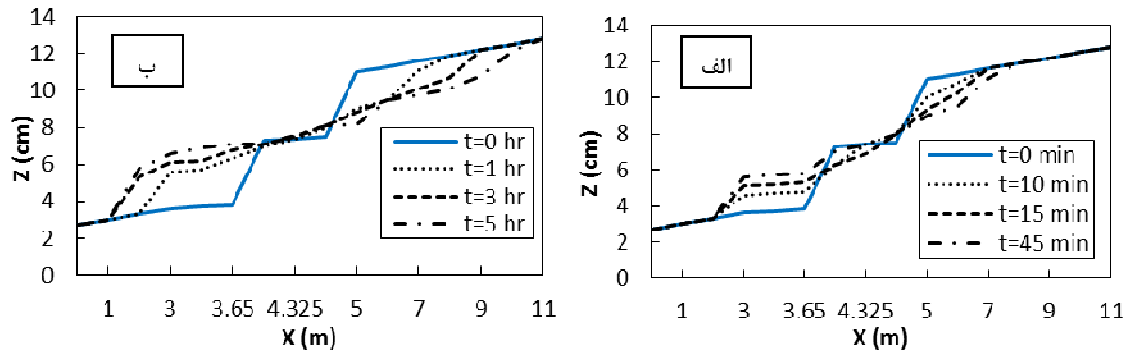 ب
Z (cm)
14
12
10
8
6
4
2
0
t=0 hr
t=1 hr
t=3 hr
t=5 hr
1 3 3.65 4.325 5 7 9 11
X (m)
الف
Z (cm)
14
12
10
8
6
4
2
0
t=0 min
t=10 min
t=15 min
t=45 min
1 3 3.65 4.325 5 7 9 11
X (m)